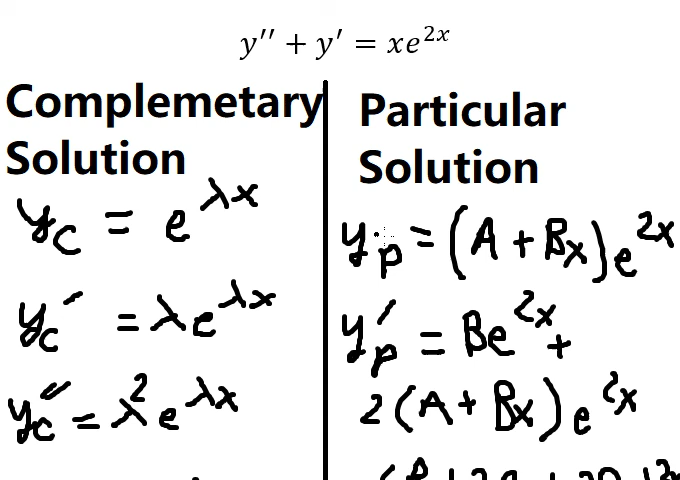 y'' + y' = xe^{2x}
Complemetary Solution
y_c = e^{λx}
y_c' = λe^{λx}
y_c'' = λ^2 e^{λx}
Particular Solution
y_p = (A + Bx)e^{2x}
y_p' = Be^{2x} +
2(A + Bx)e^{2x}